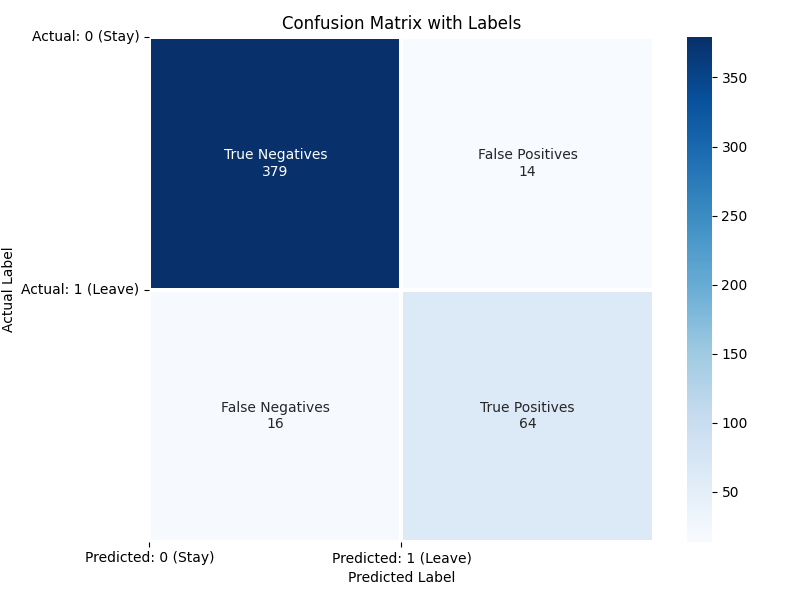 Confusion Matrix with Labels
Actual: 0 (Stay)
Actual: 1 (Leave)
Actual Label
True Negatives
379
False Positives
14
False Negatives
16
True Positives
64
Predicted: 0 (Stay)
Predicted: 1 (Leave)
Predicted Label
350
300
250
200
150
100
50